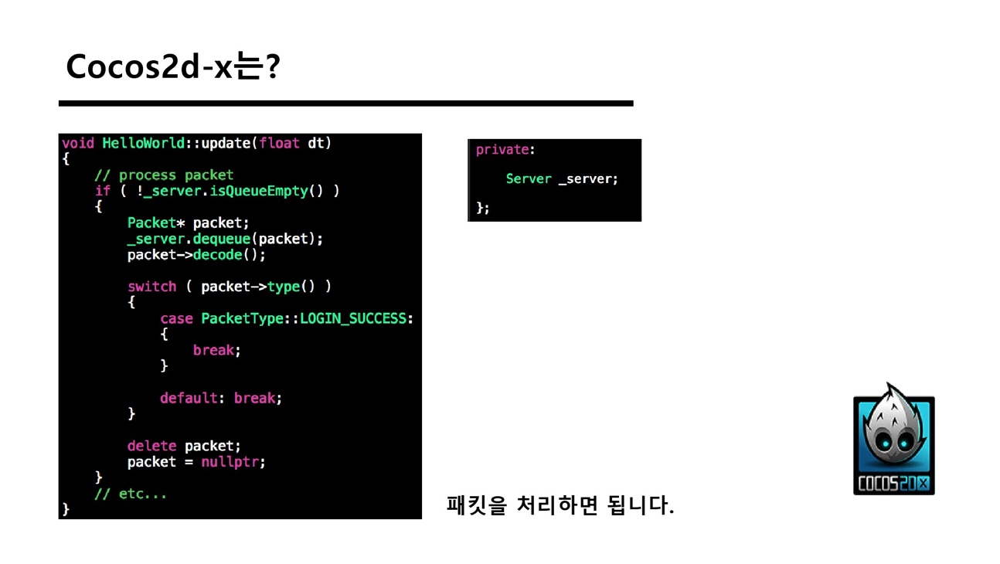 Cocos2d-x는?
void HelloWorld::update(float dt)
{
    // process packet
    if ( !_server.isQueueEmpty() )
    {
        Packet* packet;
        _server.dequeue(packet);
        packet->decode();

        switch ( packet->type() )
        {
            case PacketType::LOGIN_SUCCESS:
            {
                break;
            }

            default: break;
        }

        delete packet;
        packet = nullptr;
    }
    // etc...
}
private:
    Server _server;
};
패킷을 처리하면 됩니다.
COCOS2DX